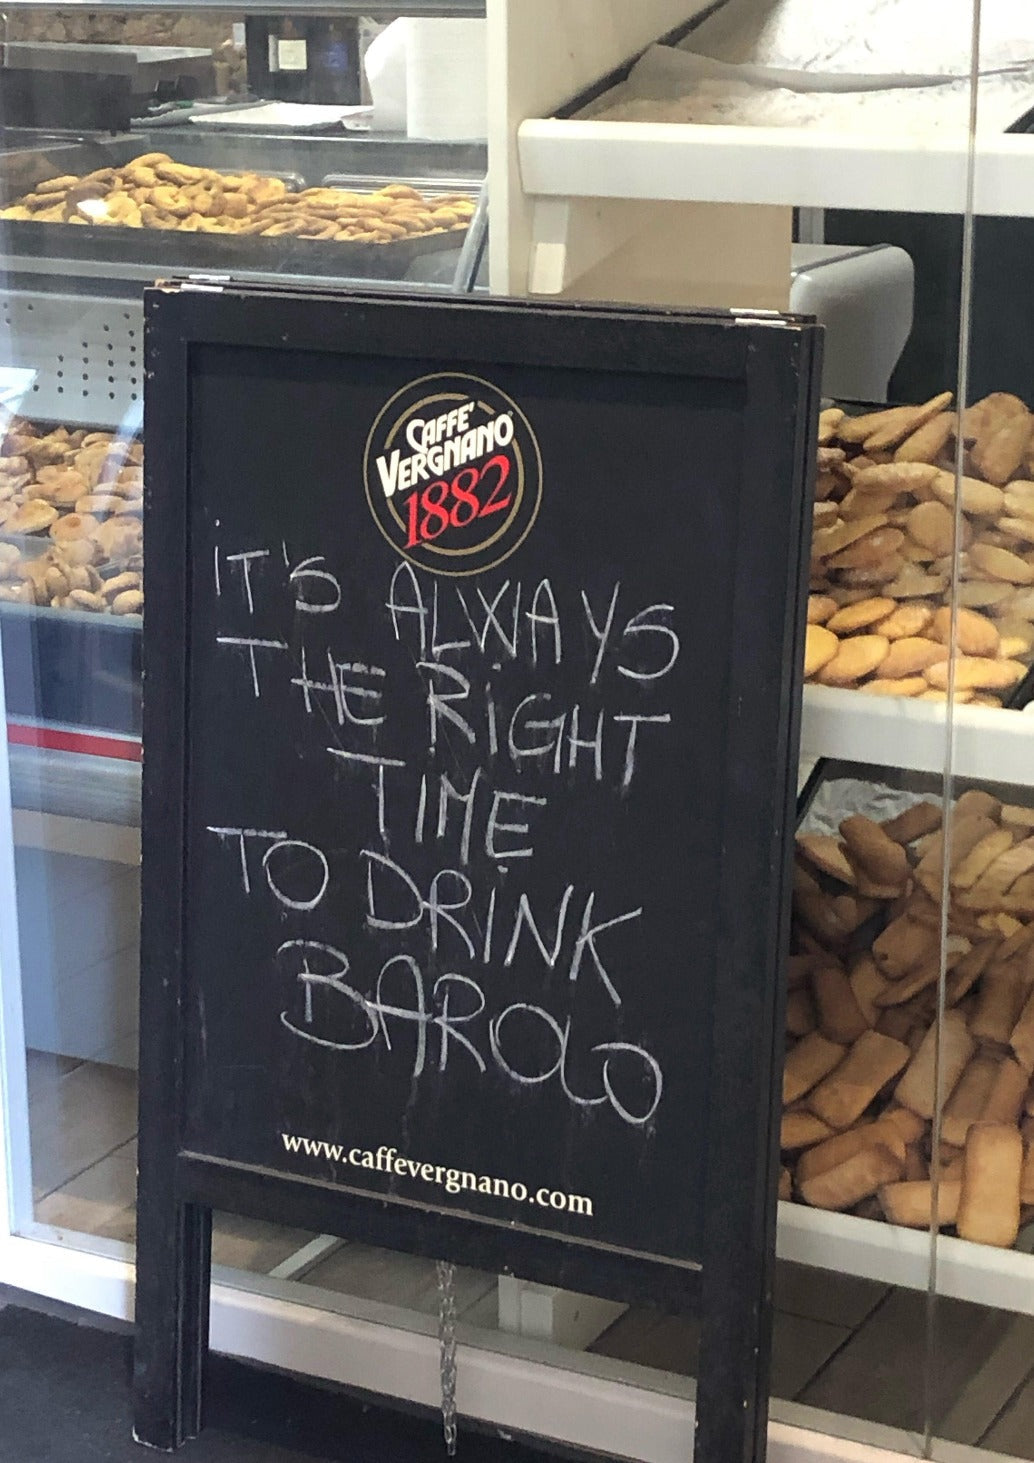 CAFFE'
VERGNANO
1882
IT'S ALWAYS
THE RIGHT
TIME
TO DRINK
BAROLO
www.caffevergnano.com